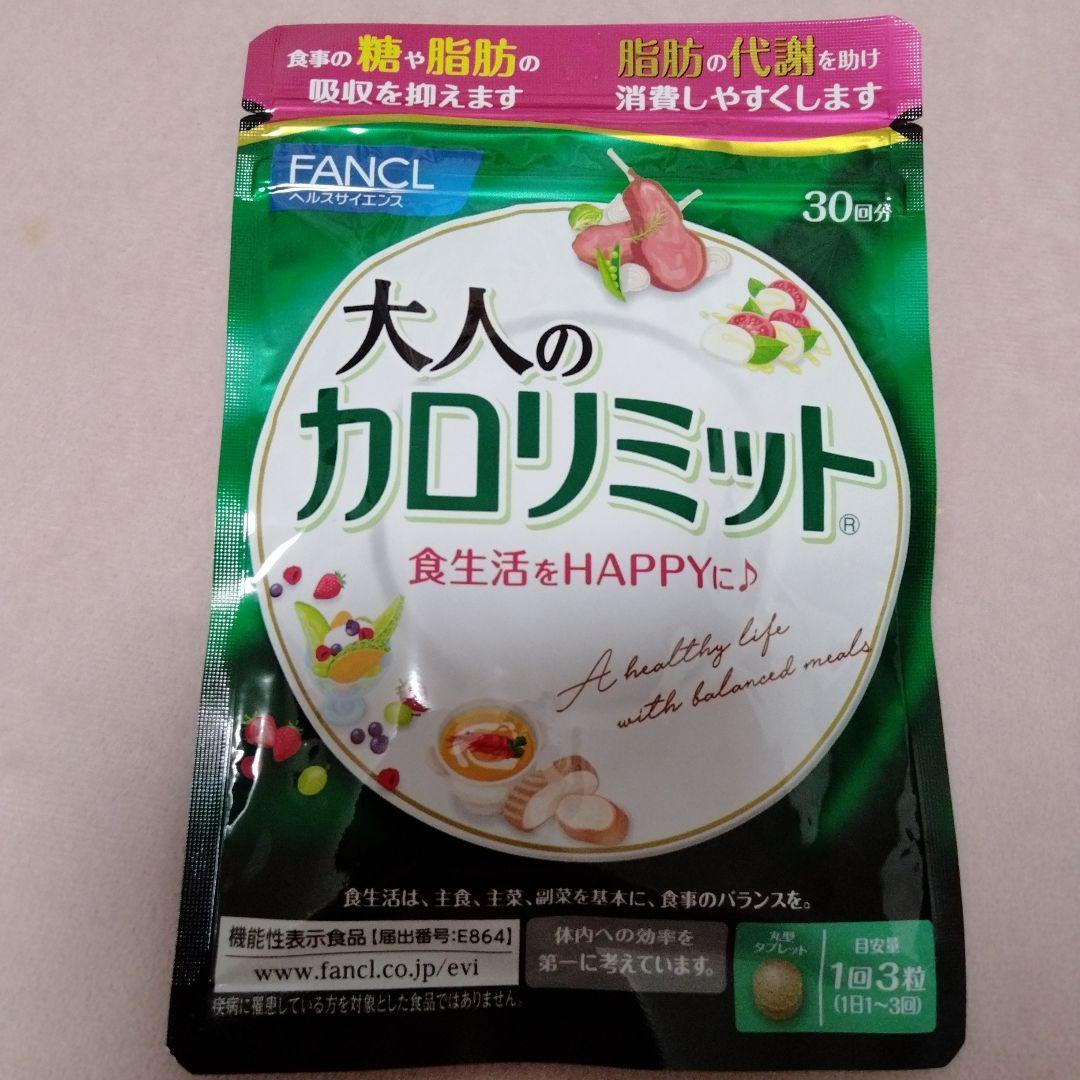 食事の糖や脂肪の
吸収を抑えます
脂肪の代謝を助け
消費しやすくします
FANCL
ヘルスサイエンス
30回分
大人の
カロリミット®
食生活をHAPPYに♪
A healthy life
with balanced meals
食生活は、主食、主菜、副菜を基本に、食事のバランスを。
機能性表示食品【届出番号:E864】
www.fancl.co.jp/evi
疾病に罹患している方を対象とした食品ではありません。
体内への効率を
第一に考えています。
丸型
タブレット
目安量
1回3粒
(1日1~3回)